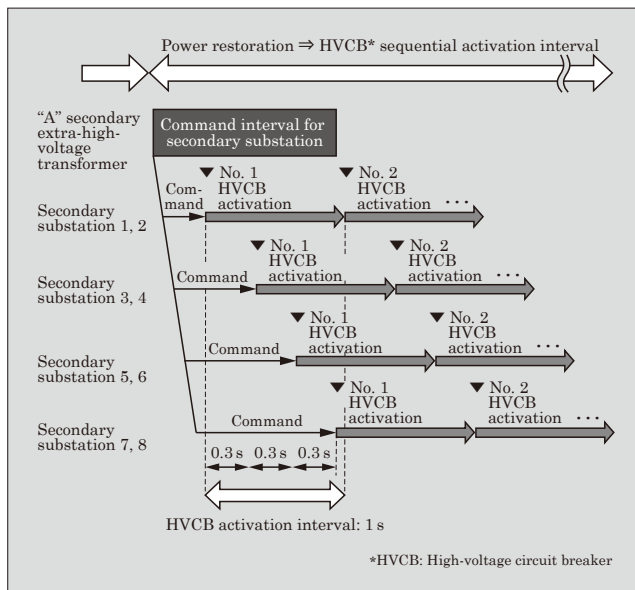 Power restoration ⇒ HVCB* sequential activation interval
“A” secondary
extra-high-
voltage
transformer
Command interval for
secondary substation
Secondary
substation 1, 2
Com-
mand
▼ No. 1
HVCB
activation
▼ No. 2
HVCB
activation
···
Secondary
substation 3, 4
Command
▼ No. 1
HVCB
activation
▼ No. 2
HVCB
activation
···
Secondary
substation 5, 6
Command
▼ No. 1
HVCB
activation
▼ No. 2
HVCB
activation
···
Secondary
substation 7, 8
Command
▼ No. 1
HVCB
activation
▼ No. 2
HVCB
activation
···
0.3 s 0.3 s 0.3 s
HVCB activation interval: 1 s
*HVCB: High-voltage circuit breaker